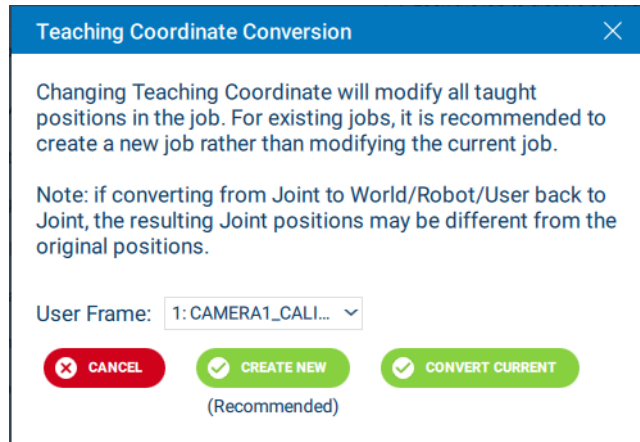 Teaching Coordinate Conversion
Changing Teaching Coordinate will modify all taught
positions in the job. For existing jobs, it is recommended to
create a new job rather than modifying the current job.
Note: if converting from Joint to World/Robot/User back to
Joint, the resulting Joint positions may be different from the
original positions.
User Frame: 1: CAMERA1_CALI...
CANCEL CREATE NEW CONVERT CURRENT
(Recommended)